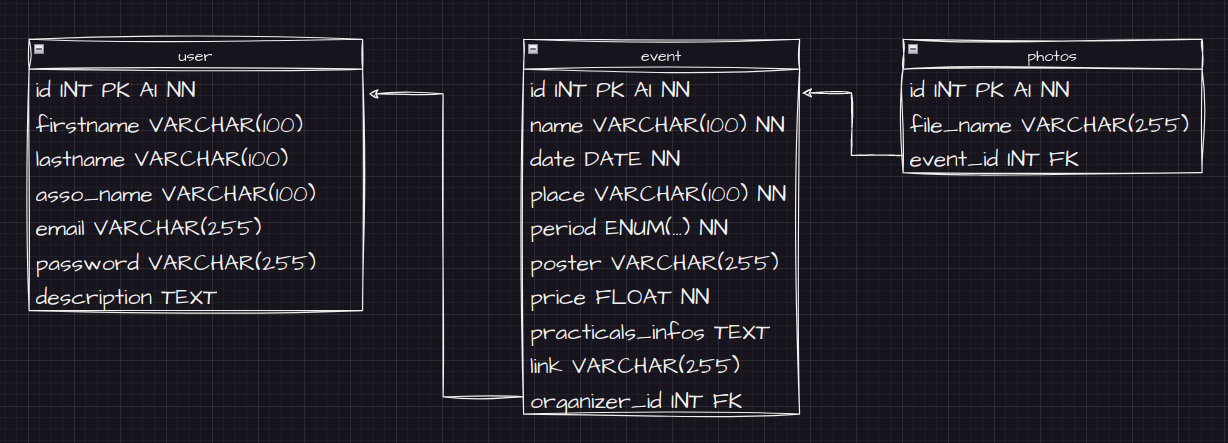 user
id INT PK AI NN
firstname VARCHAR(100)
lastname VARCHAR(100)
asso_name VARCHAR(100)
email VARCHAR(255)
password VARCHAR(255)
description TEXT
event
id INT PK AI NN
name VARCHAR(100) NN
date DATE NN
place VARCHAR(100) NN
period ENUM(...) NN
poster VARCHAR(255)
price FLOAT NN
practicals_infos TEXT
link VARCHAR(255)
organizer_id INT FK
photos
id INT PK AI NN
file_name VARCHAR(255)
event_id INT FK